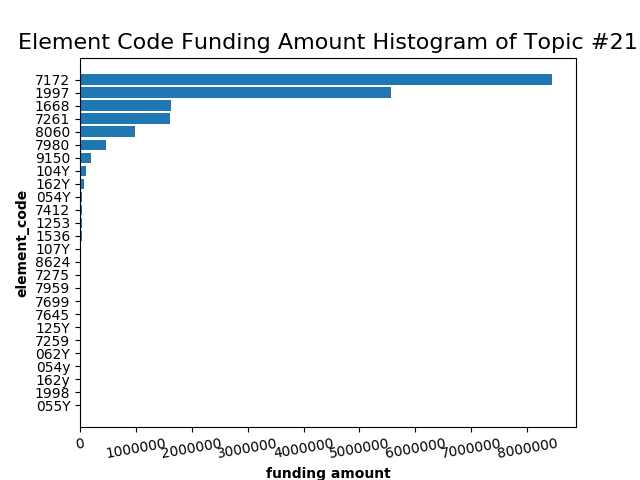 Element Code Funding Amount Histogram of Topic #21
7172
1997
1668
7261
8060
7980
9150
104Y
162Y
054Y
7412
1253
1536
107Y
8624
7275
7959
7699
7645
125Y
7259
062Y
054y
162y
1998
055Y
element_code
0 1000000 2000000 3000000 4000000 5000000 6000000 7000000 8000000
funding amount